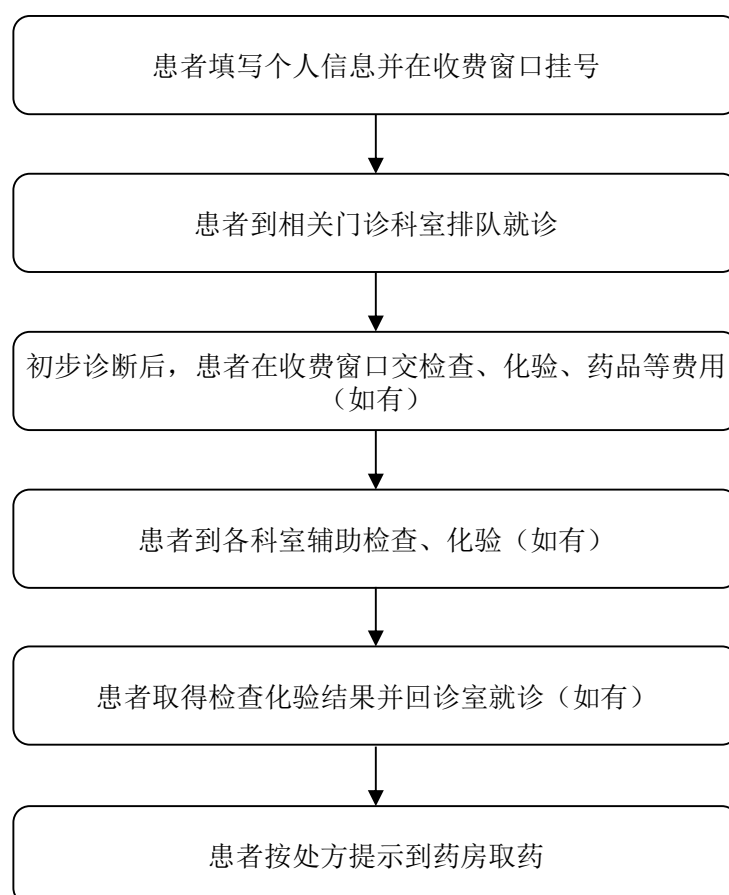 患者填写个人信息并在收费窗口挂号
患者到相关门诊科室排队就诊
初步诊断后，患者在收费窗口交检查、化验、药品等费用
（如有）
患者到各科室辅助检查、化验（如有）
患者取得检查化验结果并回诊室就诊（如有）
患者按处方提示到药房取药